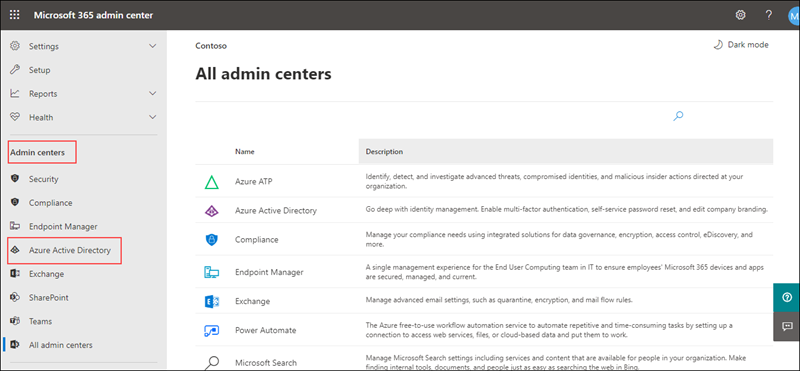 Microsoft 365 admin center
?
M
Settings
Setup
Reports
Health
Admin centers
Security
Compliance
Endpoint Manager
Azure Active Directory
Exchange
SharePoint
Teams
All admin centers
Contoso
Dark mode
All admin centers
Name Description
Azure ATP
Identify, detect, and investigate advanced threats, compromised identities, and malicious insider actions directed at your
organization.
Azure Active Directory
Go deep with identity management. Enable multi-factor authentication, self-service password reset, and edit company branding.
Compliance
Manage your compliance needs using integrated solutions for data governance, encryption, access control, eDiscovery, and
more.
Endpoint Manager
A single management experience for the End User Computing team in IT to ensure employees' Microsoft 365 devices and apps
are secured, managed, and current.
Exchange
Manage advanced email settings, such as quarantine, encryption, and mail flow rules.
Power Automate
The Azure free-to-use workflow automation service to automate repetitive and time-consuming tasks by setting up a
connection to access web services, files, or cloud-based data and put them to work.
Microsoft Search
Manage Microsoft Search settings including services and content that are available for people in your organization. Make
finding internal tools, documents, and people just as easy as searching the web in Bing.